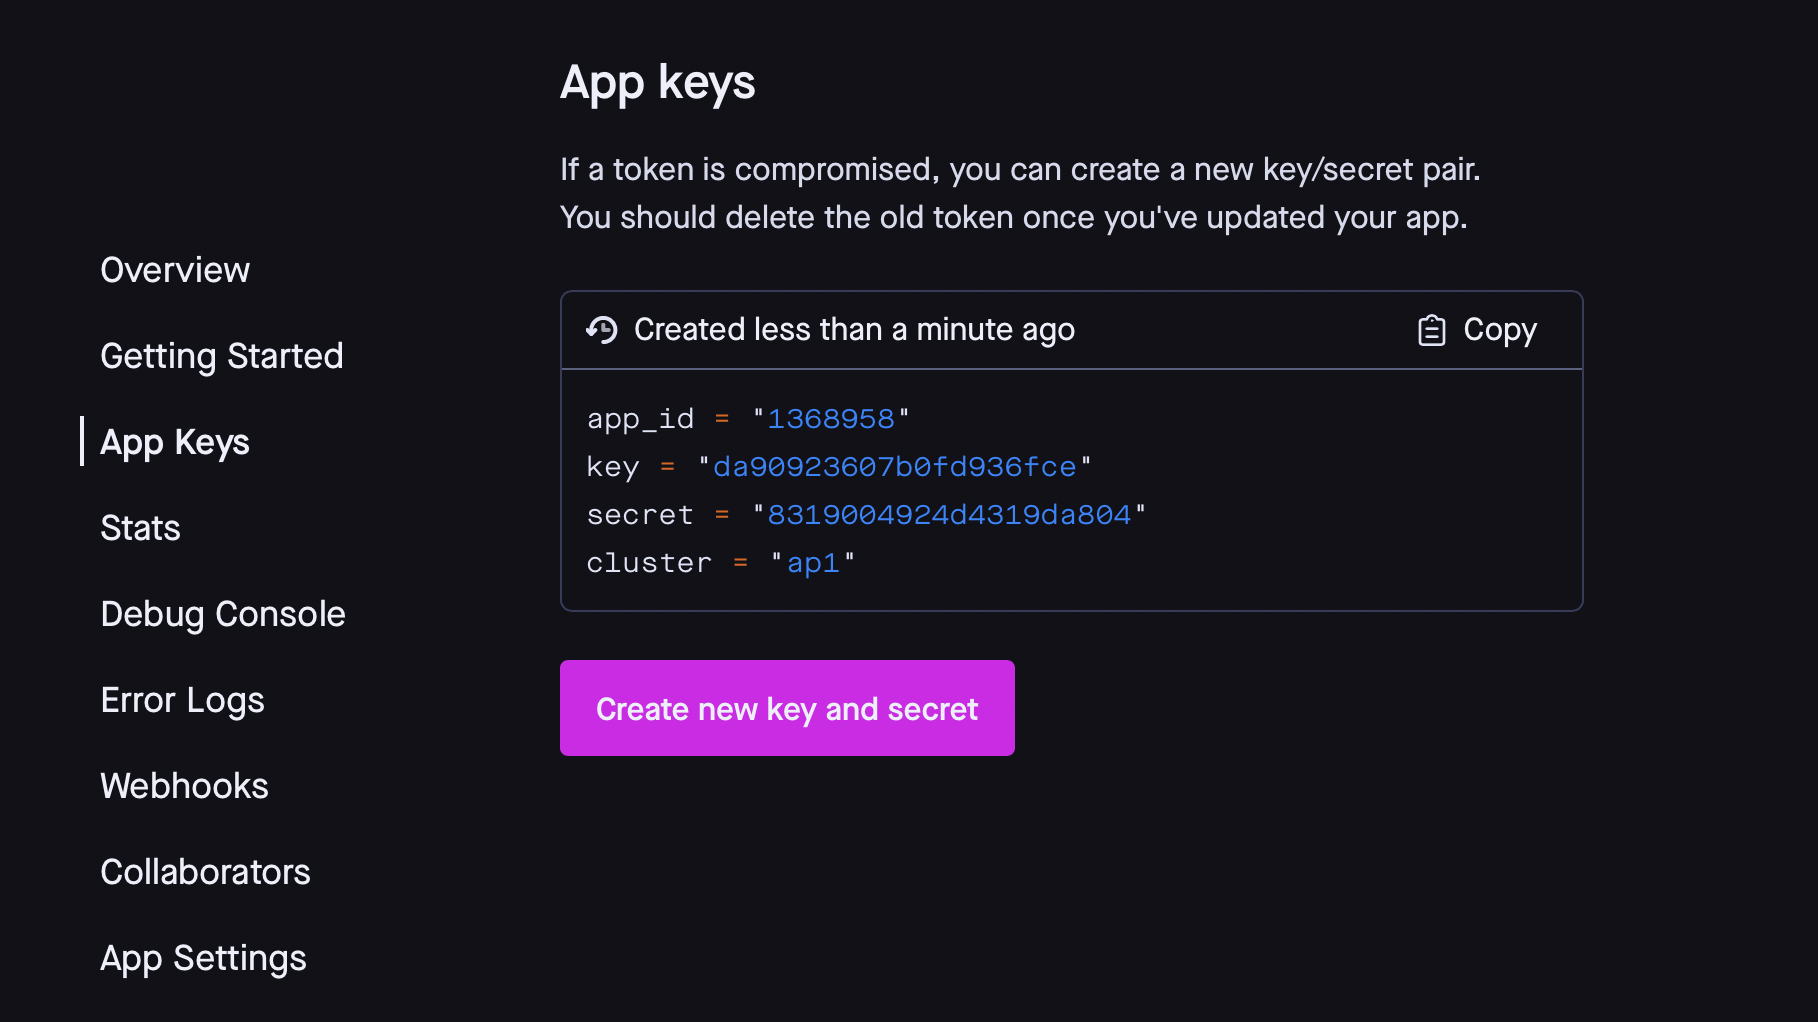 App keys
If a token is compromised, you can create a new key/secret pair.
You should delete the old token once you've updated your app.
Overview
Getting Started
App Keys
Stats
Debug Console
Error Logs
Webhooks
Collaborators
App Settings
Created less than a minute ago
Copy
app_id = "1368958"
key = "da90923607b0fd936fce"
secret = "8319004924d4319da804"
cluster = "ap1"
Create new key and secret